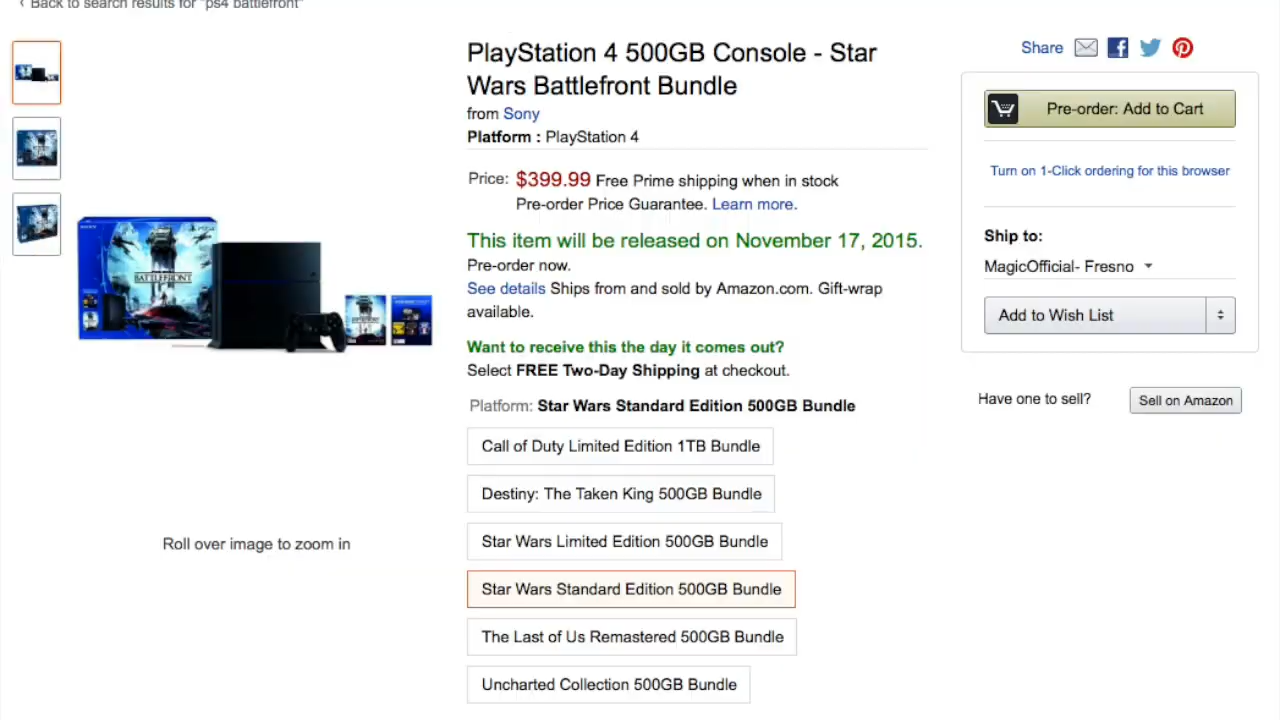 ‹ Back to search results for "ps4 battlefront"
PlayStation 4 500GB Console - Star
Wars Battlefront Bundle
from Sony
Platform : PlayStation 4
Price: $399.99 Free Prime shipping when in stock
Pre-order Price Guarantee. Learn more.
This item will be released on November 17, 2015.
Pre-order now.
See details Ships from and sold by Amazon.com. Gift-wrap
available.
Want to receive this the day it comes out?
Select FREE Two-Day Shipping at checkout.
Platform: Star Wars Standard Edition 500GB Bundle
Call of Duty Limited Edition 1TB Bundle
Destiny: The Taken King 500GB Bundle
Star Wars Limited Edition 500GB Bundle
Star Wars Standard Edition 500GB Bundle
The Last of Us Remastered 500GB Bundle
Uncharted Collection 500GB Bundle
BATTLEFRONT
Roll over image to zoom in
Share
Pre-order: Add to Cart
Turn on 1-Click ordering for this browser
Ship to:
MagicOfficial- Fresno
Add to Wish List
Have one to sell?
Sell on Amazon